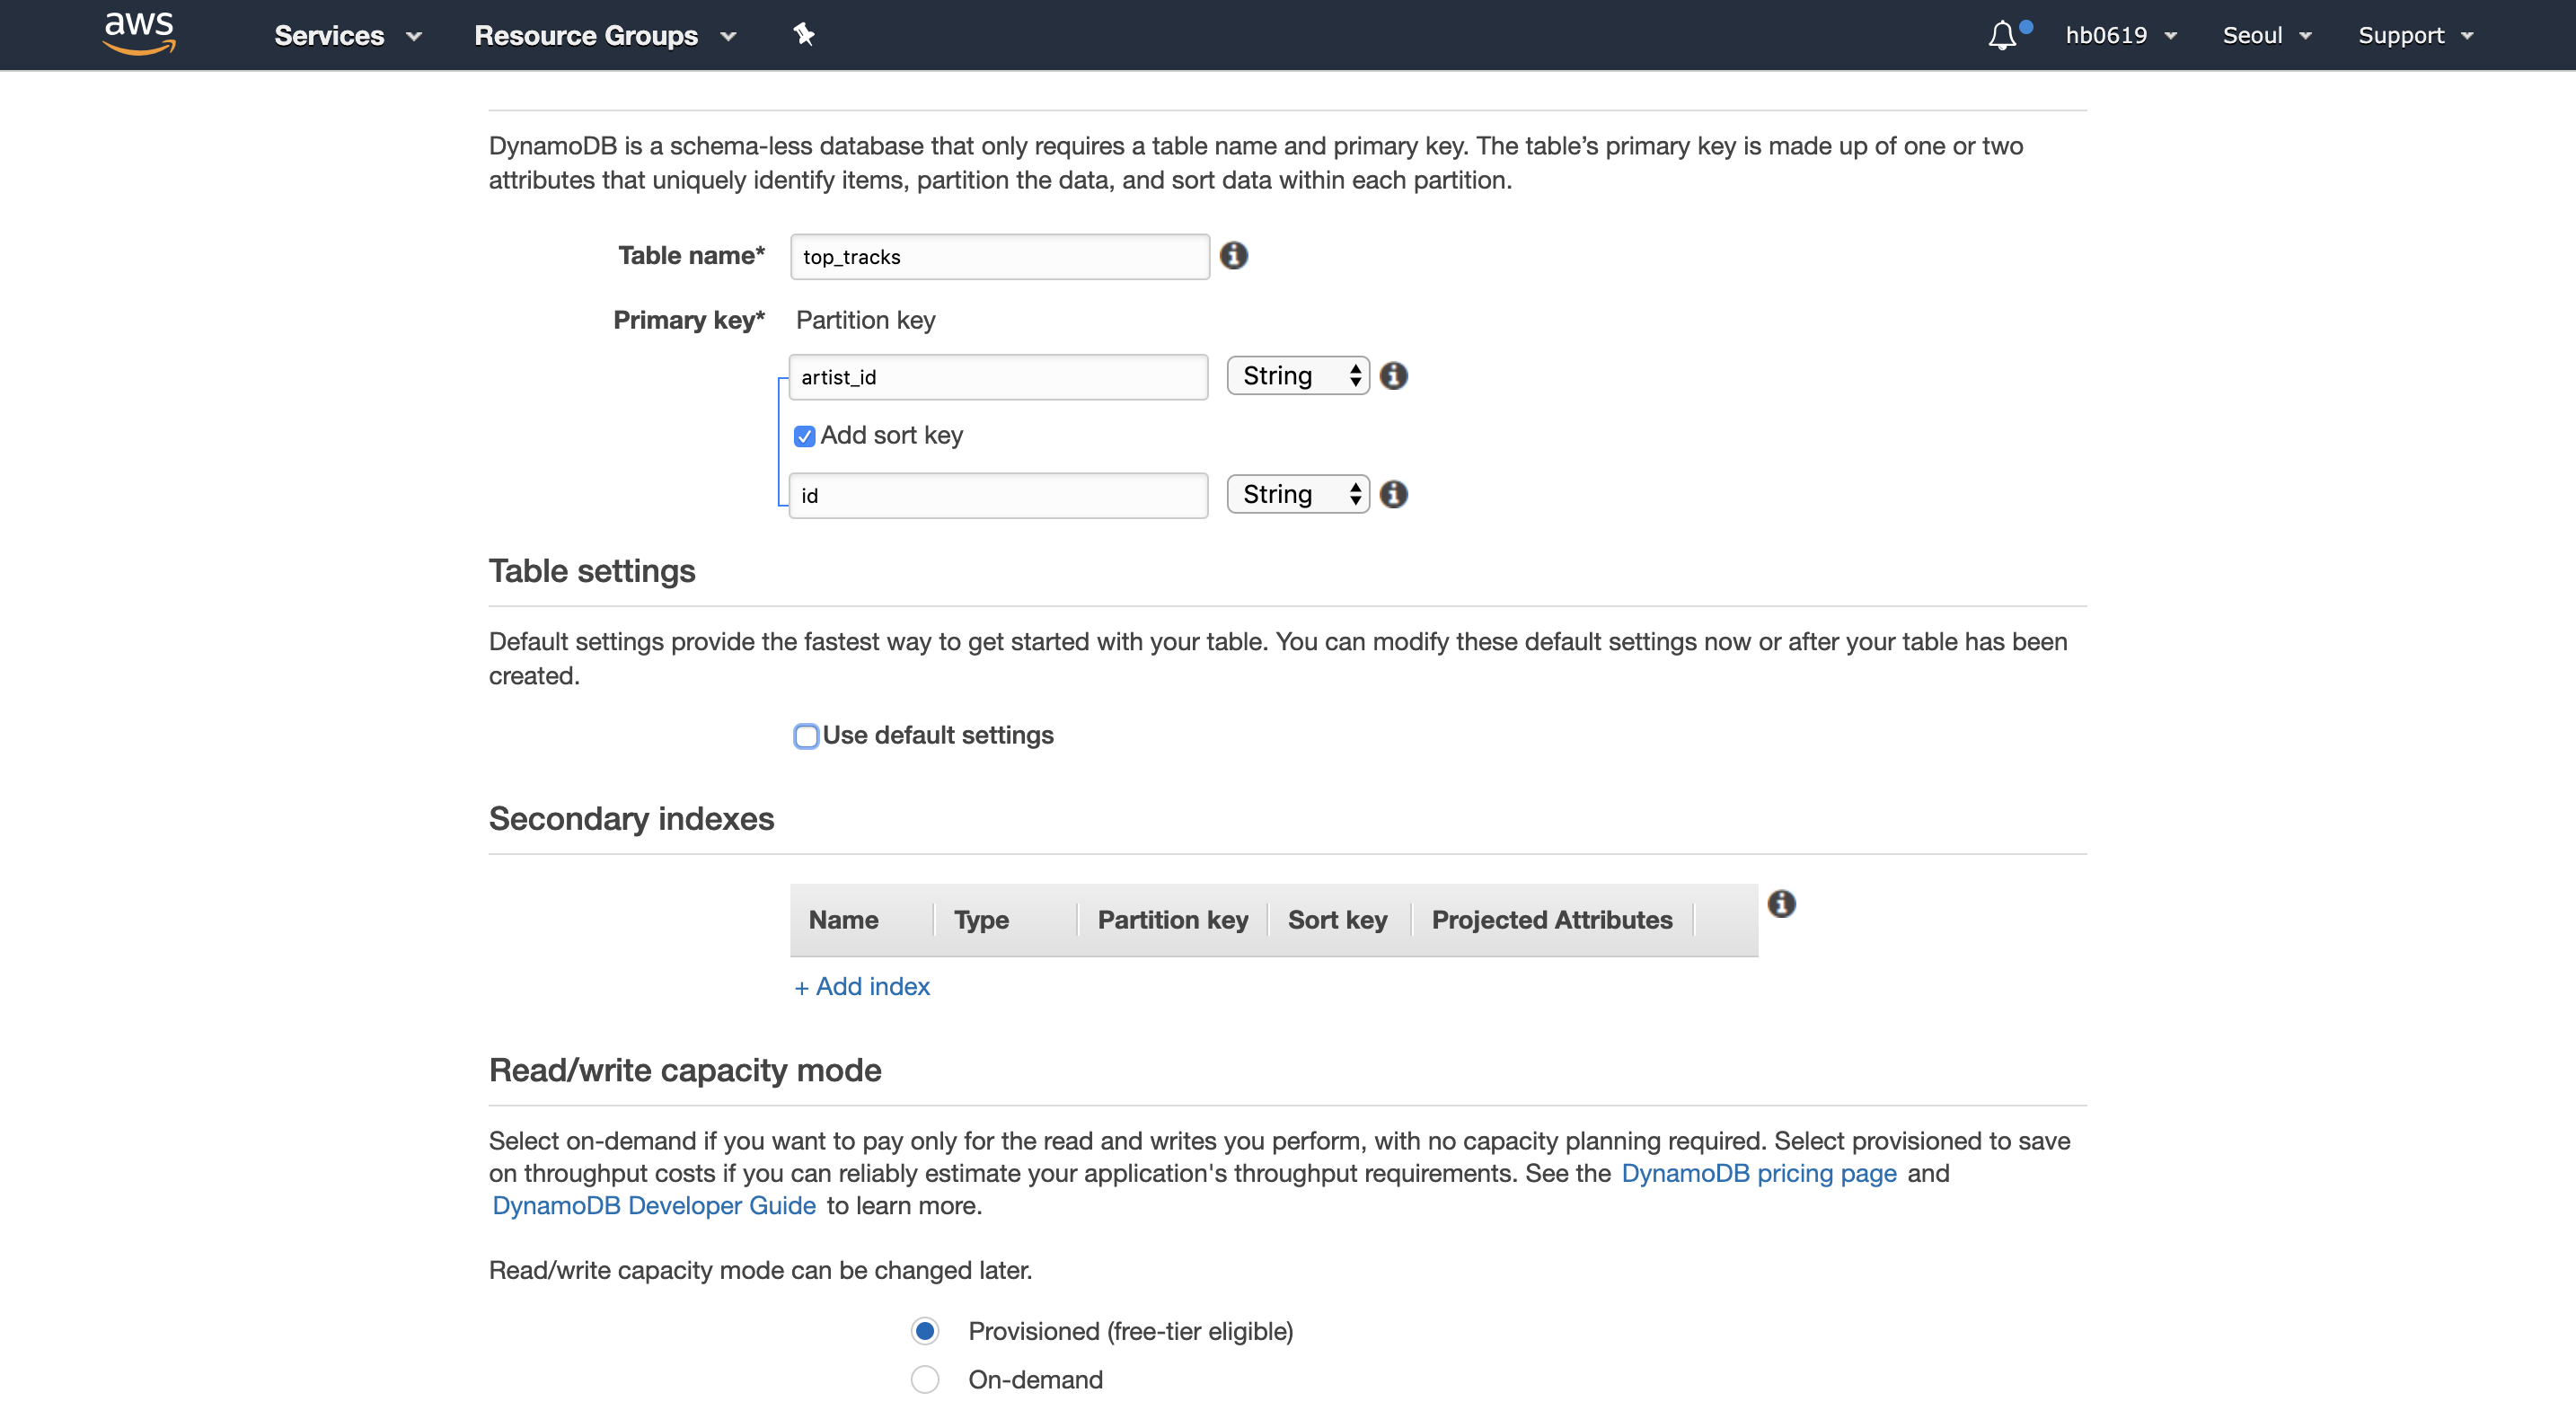 aws Services Resource Groups hb0619 Seoul Support
DynamoDB is a schema-less database that only requires a table name and primary key. The table’s primary key is made up of one or two
attributes that uniquely identify items, partition the data, and sort data within each partition.
Table name* top_tracks
Primary key* Partition key
artist_id String
Add sort key
id String
Table settings
Default settings provide the fastest way to get started with your table. You can modify these default settings now or after your table has been
created.
Use default settings
Secondary indexes
Name Type Partition key Sort key Projected Attributes
+ Add index
Read/write capacity mode
Select on-demand if you want to pay only for the read and writes you perform, with no capacity planning required. Select provisioned to save
on throughput costs if you can reliably estimate your application's throughput requirements. See the DynamoDB pricing page and
DynamoDB Developer Guide to learn more.
Read/write capacity mode can be changed later.
Provisioned (free-tier eligible)
On-demand